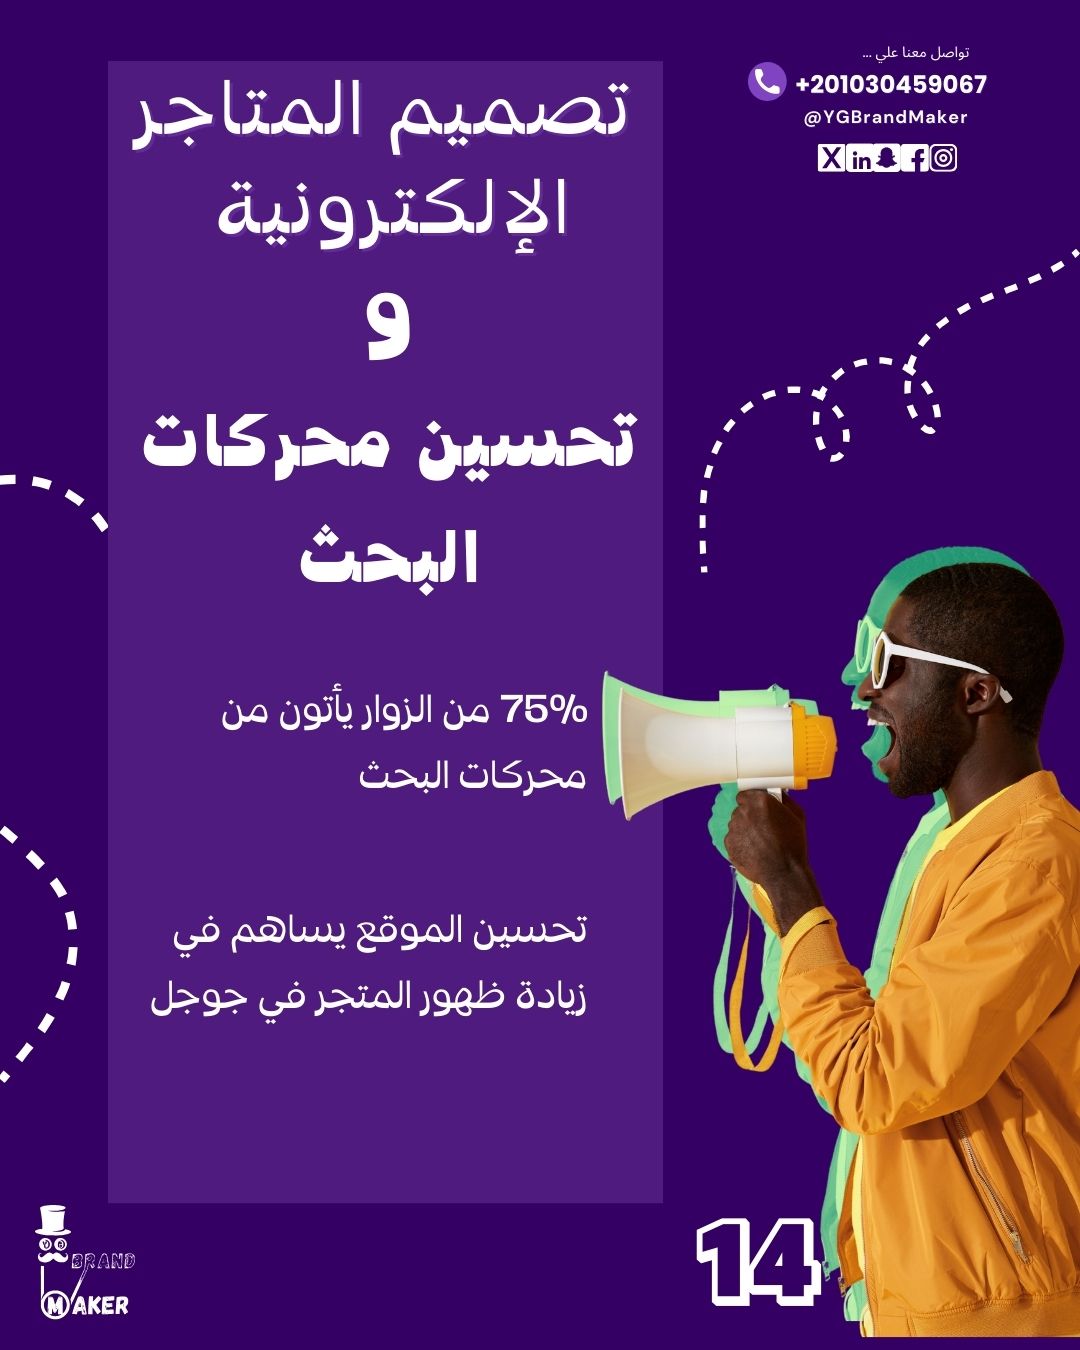 تواصل معنا علي ...
+201030459067
@YGBrandMaker
تصميم المتاجر
الإلكترونية
و
تحسين محركات
البحث
75% من الزوار يأتون من
محركات البحث
تحسين الموقع يساهم في
زيادة ظهور المتجر في جوجل
14
YG
BRAND
MAKER